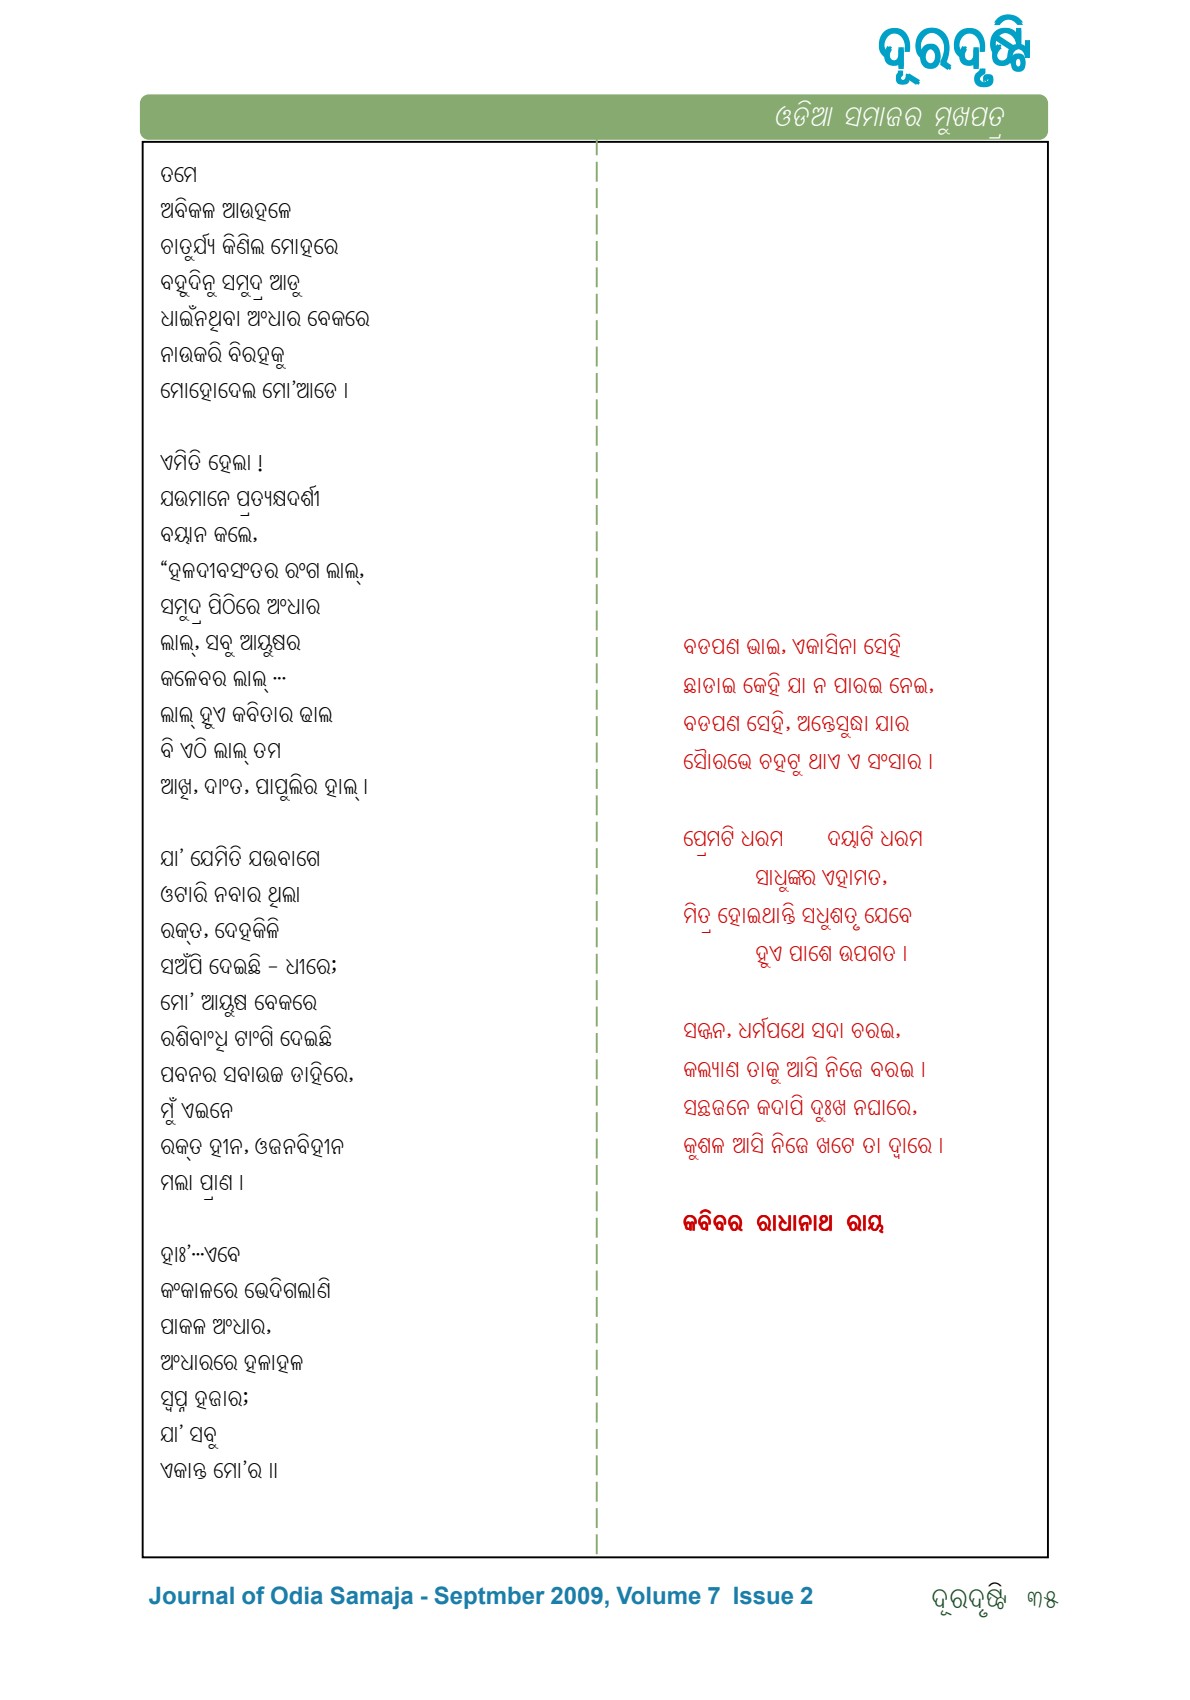 ଦୂରଦୃଷ୍ଟି
ଓଡିଆ ସମାଜର ମୁଖପତ୍ର
ତମେ
ଅବିକଳ ଆଉହଳେ
ଚାତୁର୍ଯ୍ୟ କିଣିଲ ମୋହରେ
ବହୁଦିନୁ ସମୁଦ୍ର ଆଡୁ
ଧାଇଁନଥିବା ଅଂଧାର ବେକରେ
ନାଉକରି ବିରହକୁ
ମୋହୋଦେଲ ମୋ'ଆଡେ ।
ଏମିତି ହେଲା !
ଯଉମାନେ ପ୍ରତ୍ୟକ୍ଷଦର୍ଶୀ
ବୟାନ କଲେ,
“ହଳଦୀବସଂତର ରଂଗ ଲାଲ୍,
ସମୁଦ୍ର ପିଠିରେ ଅଂଧାର
ଲାଲ୍, ସବୁ ଆୟୁଷର
କଳେବର ଲାଲ୍ ...
ଲାଲ୍ ହୁଏ କବିତାର ଢାଲ
ବି ଏଠି ଲାଲ୍ ତମ
ଆଖି, ଦାଂତ, ପାପୁଲିର ହାଲ୍ ।
ଯା' ଯେମିତି ଯଉବାଗେ
ଓଟାରି ନବାର ଥିଲା
ରକ୍ତ, ଦେହକିଳି
ସଅଁପି ଦେଇଛି – ଧୀରେ;
ମୋ' ଆୟୁଷ ବେକରେ
ରଶିବାଂଧି ଟାଂଗି ଦେଇଛି
ପବନର ସବାଉଚ୍ଚ ଡାହିରେ,
ମୁଁ ଏଇନେ
ରକ୍ତ ହୀନ, ଓଜନବିହୀନ
ମଲା ପ୍ରାଣ ।
ହାଃ'...ଏବେ
କଂକାଳରେ ଭେଦିଗଲାଣି
ପାକଳ ଅଂଧାର,
ଅଂଧାରରେ ହଳାହଳ
ସ୍ୱପ୍ନ ହଜାର;
ଯା' ସବୁ
ଏକାନ୍ତ ମୋ'ର ॥
ବଡପଣ ଭାଇ, ଏକାସିନା ସେହି
ଛାଡାଇ କେହି ଯା ନ ପାରଇ ନେଇ,
ବଡପଣ ସେହି, ଅନ୍ତେସୁଦ୍ଧା ଯାର
ସୌରଭେ ଚହଟୁ ଥାଏ ଏ ସଂସାର ।
ପ୍ରେମଟି ଧରମ ଦୟାଟି ଧରମ
ସାଧୁଙ୍କର ଏହାମତ,
ମିତ୍ର ହୋଇଥାନ୍ତି ସଧୁଶତୃ ଯେବେ
ହୁଏ ପାଶେ ଉପଗତ ।
ସଜ୍ଜନ, ଧର୍ମପଥେ ସଦା ଚରଇ,
କଲ୍ୟାଣ ତାକୁ ଆସି ନିଜେ ବରଇ ।
ସଛଜନେ କଦାପି ଦୁଃଖ ନଘାରେ,
କୁଶଳ ଆସି ନିଜେ ଖଟେ ତା ଦ୍ୱାରେ ।
କବିବର ରାଧାନାଥ ରାୟ
Journal of Odia Samaja - Septmber 2009, Volume 7 Issue 2
ଦୂରଦୃଷ୍ଟି ୩୫